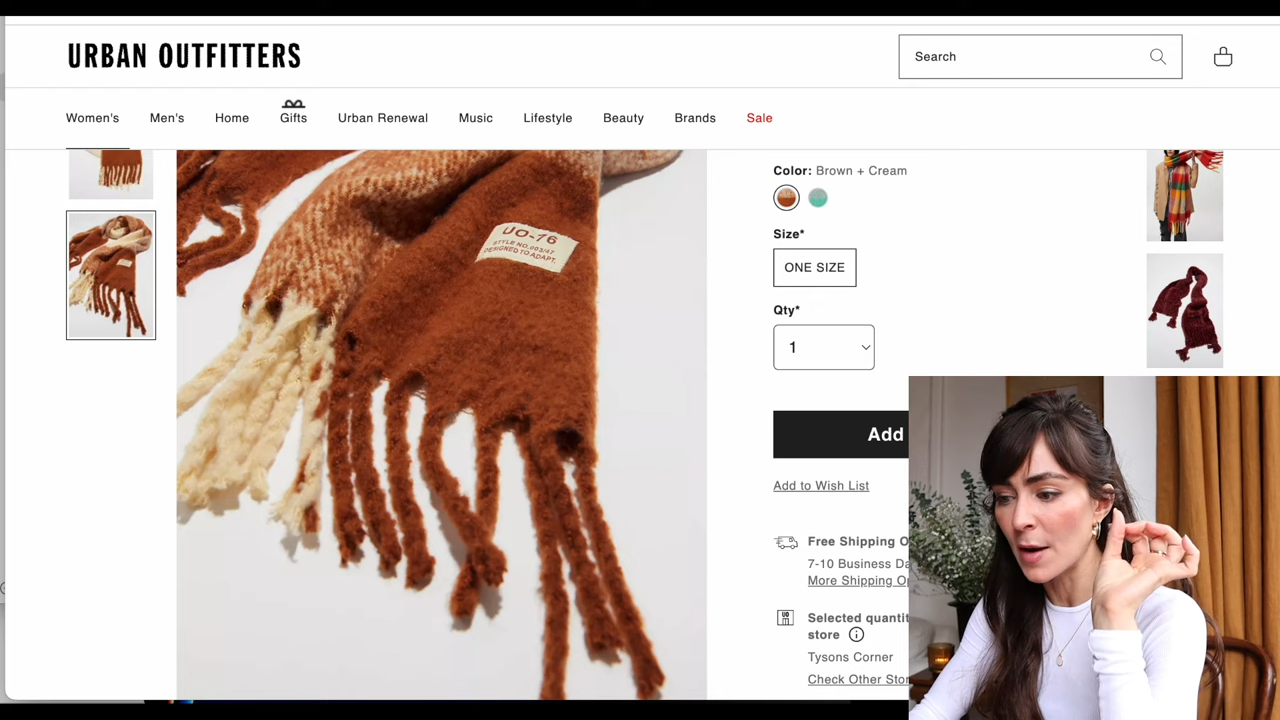 URBAN OUTFITTERS
Search
Women's
Men's
Home
Gifts
Urban Renewal
Music
Lifestyle
Beauty
Brands
Sale
Color: Brown + Cream
UO-76
STYLE NO.003/47
DESIGNED TO ADAPT.
Size*
ONE SIZE
Qty*
1
Add
Add to Wish List
Free Shipping O
7-10 Business Da
More Shipping Op
Selected quantit
store
Tysons Corner
Check Other Stor